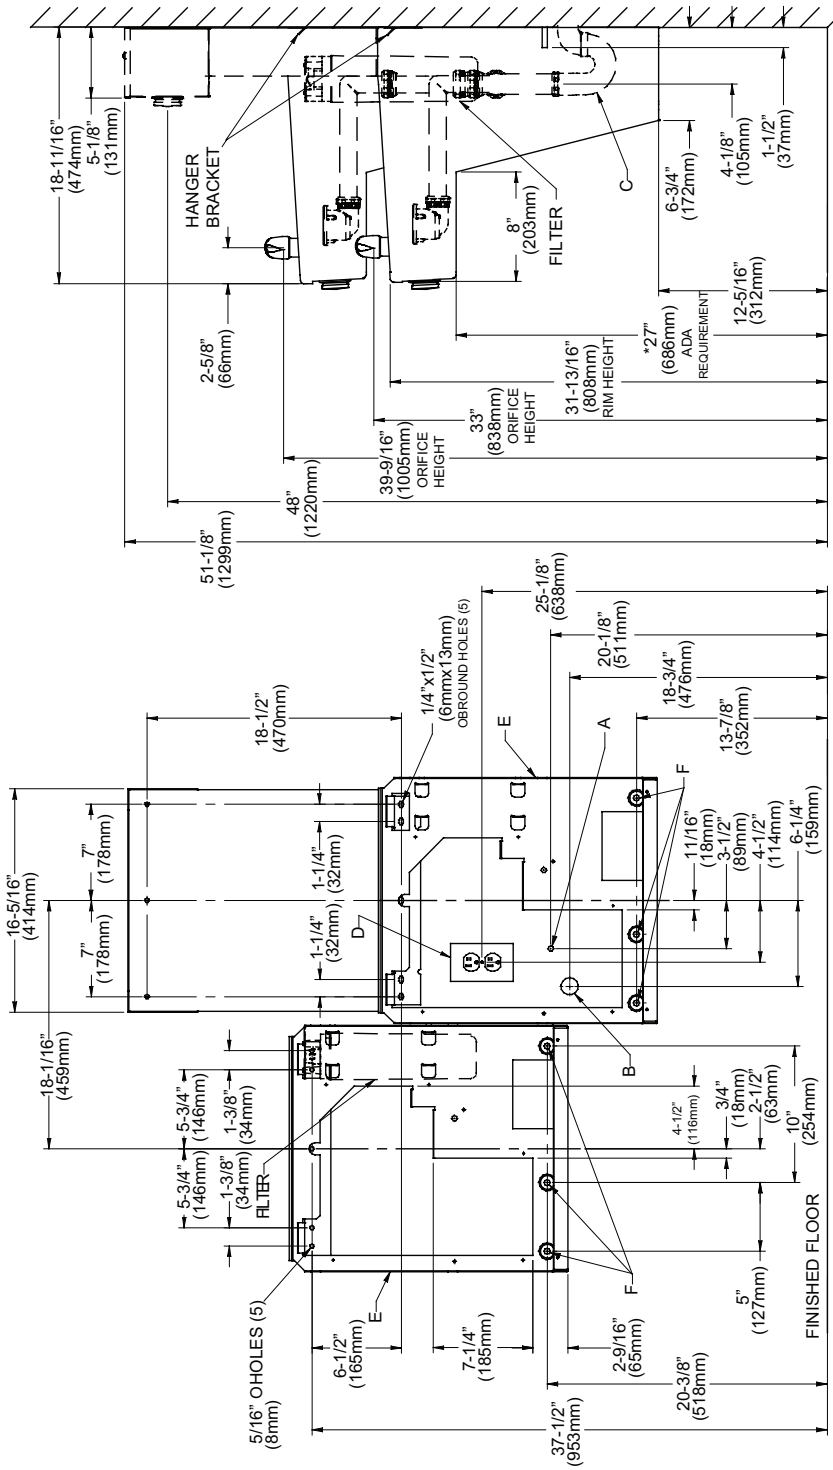 18-11/16"
(474mm)
5-1/8"
(131mm)
HANGER
BRACKET
2-5/8"
(66mm)
8"
(203mm)
FILTER
C
6-3/4"
(172mm)
4-1/8"
(105mm)
1-1/2"
(37mm)
12-5/16"
(312mm)
*27"
(686mm)
ADA
REQUIREMENT
31-13/16"
(808mm)
RIM HEIGHT
33"
(838mm)
ORIFICE
HEIGHT
39-9/16"
(1005mm)
ORIFICE
HEIGHT
48"
(1220mm)
51-1/8"
(1299mm)
25-1/8"
(638mm)
20-1/8"
(511mm)
18-3/4"
(476mm)
13-7/8"
(352mm)
18-1/2"
(470mm)
1/4"x1/2"
(6mmx13mm)
OBROUND HOLES (5)
E
A
F
16-5/16"
(414mm)
7"
(178mm)
7"
(178mm)
1-1/4"
(32mm)
1-1/4"
(32mm)
D
B
11/16"
(18mm)
3-1/2"
(89mm)
4-1/2"
(114mm)
6-1/4"
(159mm)
18-1/16"
(459mm)
5-3/4"
(146mm)
5-3/4"
(146mm)
1-3/8"
(34mm)
1-3/8"
(34mm)
FILTER
4-1/2"
(116mm)
3/4"
(18mm)
2-1/2"
(63mm)
10"
(254mm)
5"
(127mm)
F
E
5/16" OHOLES (5)
(8mm)
6-1/2"
(165mm)
7-1/4"
(185mm)
2-9/16"
(65mm)
20-3/8"
(518mm)
37-1/2"
(953mm)
FINISHED FLOOR